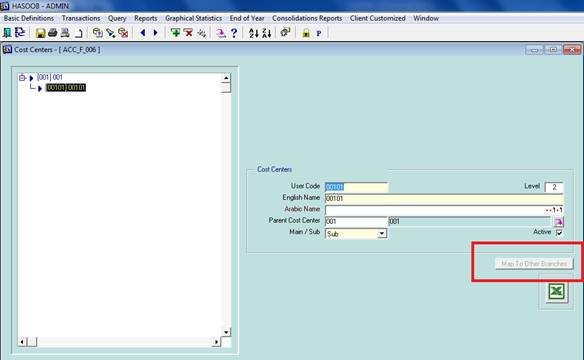 HASOOB - ADMIN
Basic Definitions Transactions Query Reports Graphical Statistics End of Year Consolidations Reports Client Customized Window
Cost Centers - [ ACC_F_006 ]
[001] 001
[00101] 00101
Cost Centers
User Code 00101 Level 2
English Name 00101
Arabic Name ٠٠١٠١
Parent Cost Center 001 001
Main / Sub Sub Active
Map To Other Branches